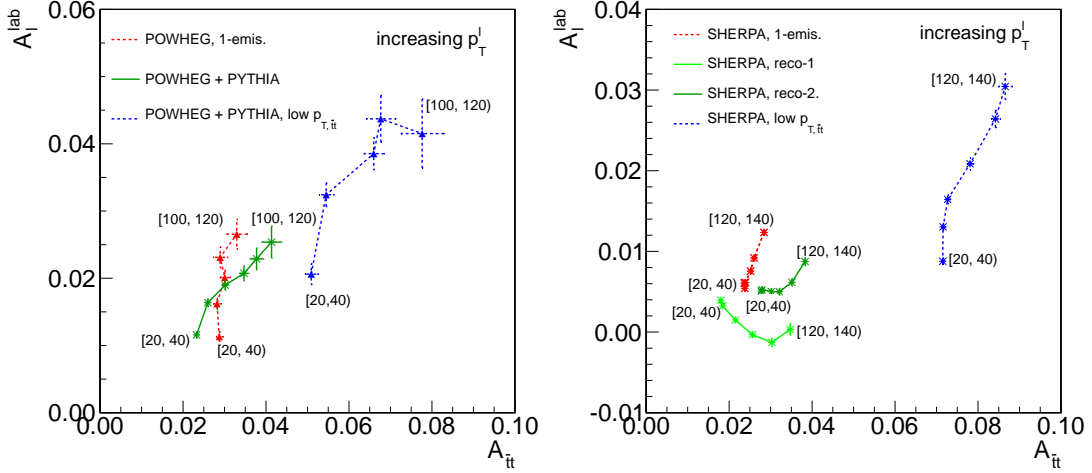 A_l^lab
0.06
0.04
0.02
0.00
0.00
0.02
0.04
0.06
0.08
0.10
A_tt̄
POWHEG, 1-emis.
POWHEG + PYTHIA
POWHEG + PYTHIA, low p_T,tt̄
increasing p_T^l
[100, 120)
[100, 120)
[100, 120)
[20, 40)
[20, 40)
[20,40)
A_l^lab
0.04
0.03
0.02
0.01
0.00
-0.01
0.00
0.02
0.04
0.06
0.08
0.10
A_tt̄
SHERPA, 1-emis.
SHERPA, reco-1
SHERPA, reco-2.
SHERPA, low p_T,tt̄
increasing p_T^l
[120, 140)
[120, 140)
[120, 140)
[20, 40)
[20, 40)
[20,40)
[20, 40)
[120, 140)